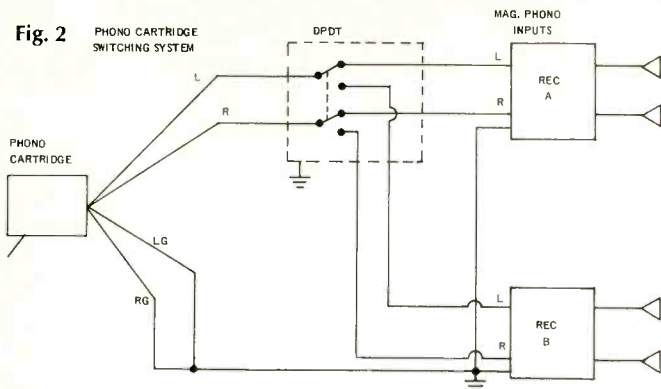 Fig. 2
PHONO CARTRIDGE
SWITCHING SYSTEM
DPDT
MAG. PHONO
INPUTS
L
R
L
R
REC
A
PHONO
CARTRIDGE
LG
RG
L
R
REC
B